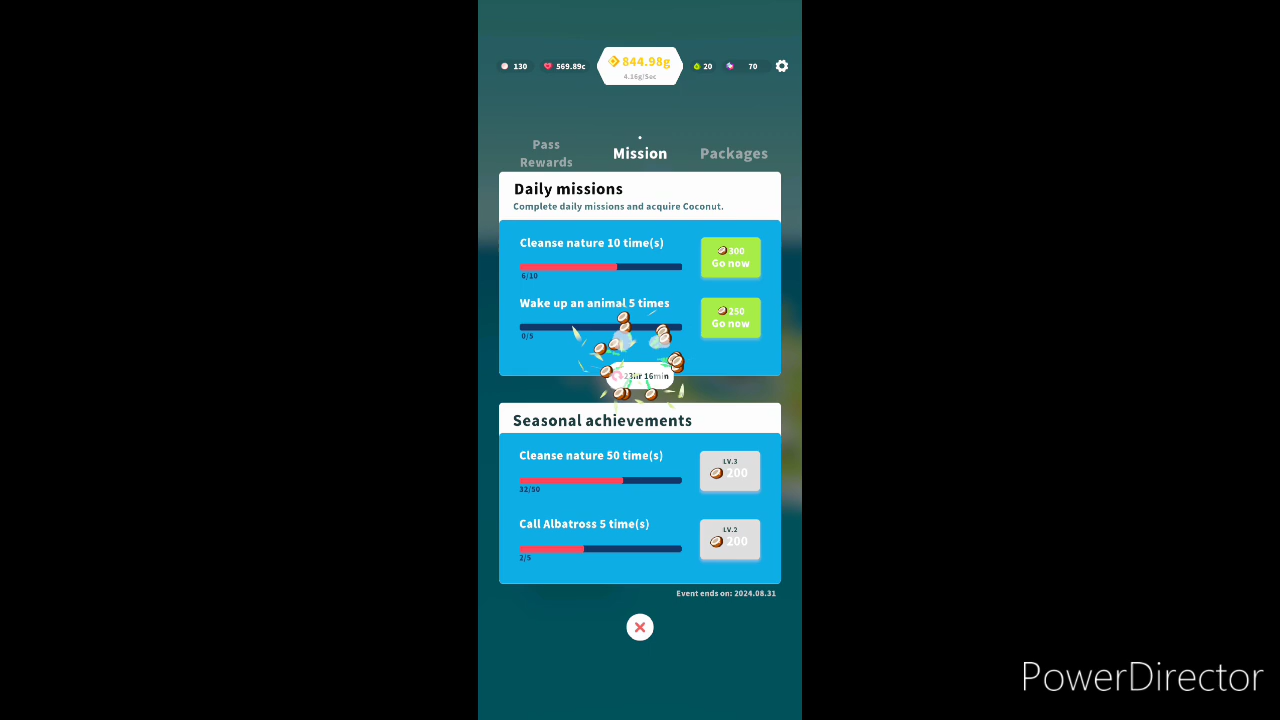 130
569.89c
844.98g
4.16g/Sec
20
70
Pass
Rewards
Mission
Packages
Daily missions
Complete daily missions and acquire Coconut.
Cleanse nature 10 time(s)
6/10
300
Go now
Wake up an animal 5 times
0/5
250
Go now
23hr 16min
Seasonal achievements
Cleanse nature 50 time(s)
32/50
LV.3
200
Call Albatross 5 time(s)
2/5
LV.2
200
Event ends on: 2024.08.31
PowerDirector